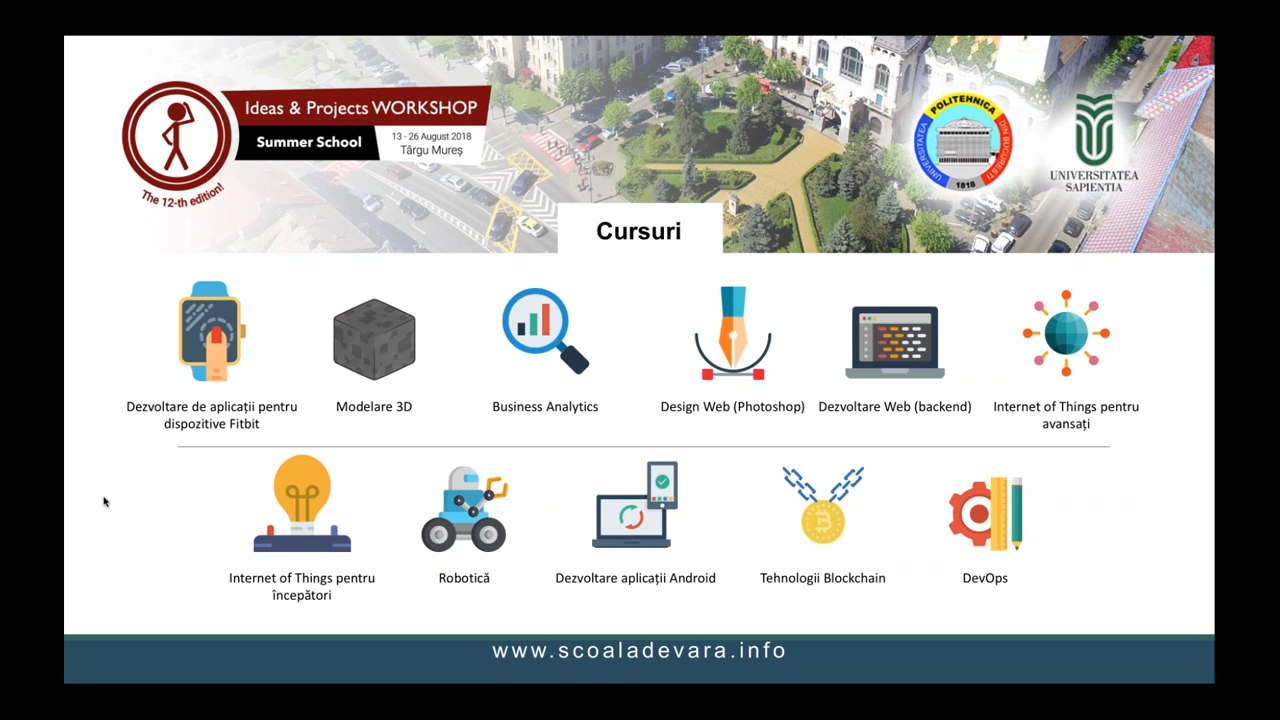 Ideas & Projects WORKSHOP
Summer School
13 - 26 August 2018
Târgu Mureș
The 12-th edition!
UNIVERSITATEA POLITEHNICA DIN BUCUREȘTI
1818
UNIVERSITATEA
SAPIENTIA
Cursuri
Dezvoltare de aplicații pentru
dispozitive Fitbit
Modelare 3D
Business Analytics
Design Web (Photoshop)
Dezvoltare Web (backend)
Internet of Things pentru
avansați
Internet of Things pentru
începători
Robotică
Dezvoltare aplicații Android
Tehnologii Blockchain
DevOps
www.scoaladevara.info